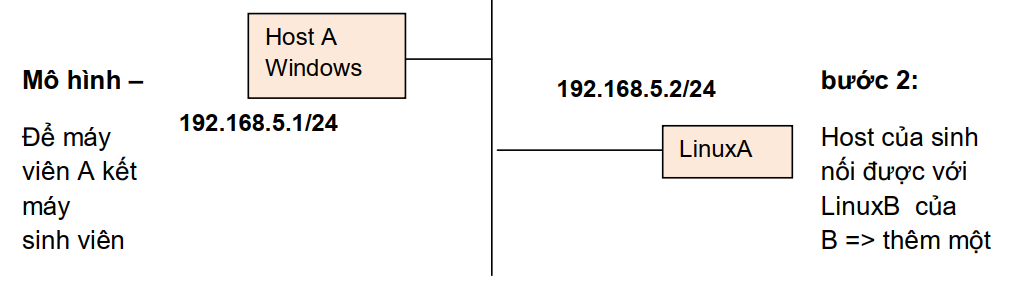 Host A
Windows
Mô hình – bước 2:
192.168.5.2/24
192.168.5.1/24
Để máy Host của sinh
viên A kết nối được với
LinuxA
máy LinuxB của
sinh viên B => thêm một